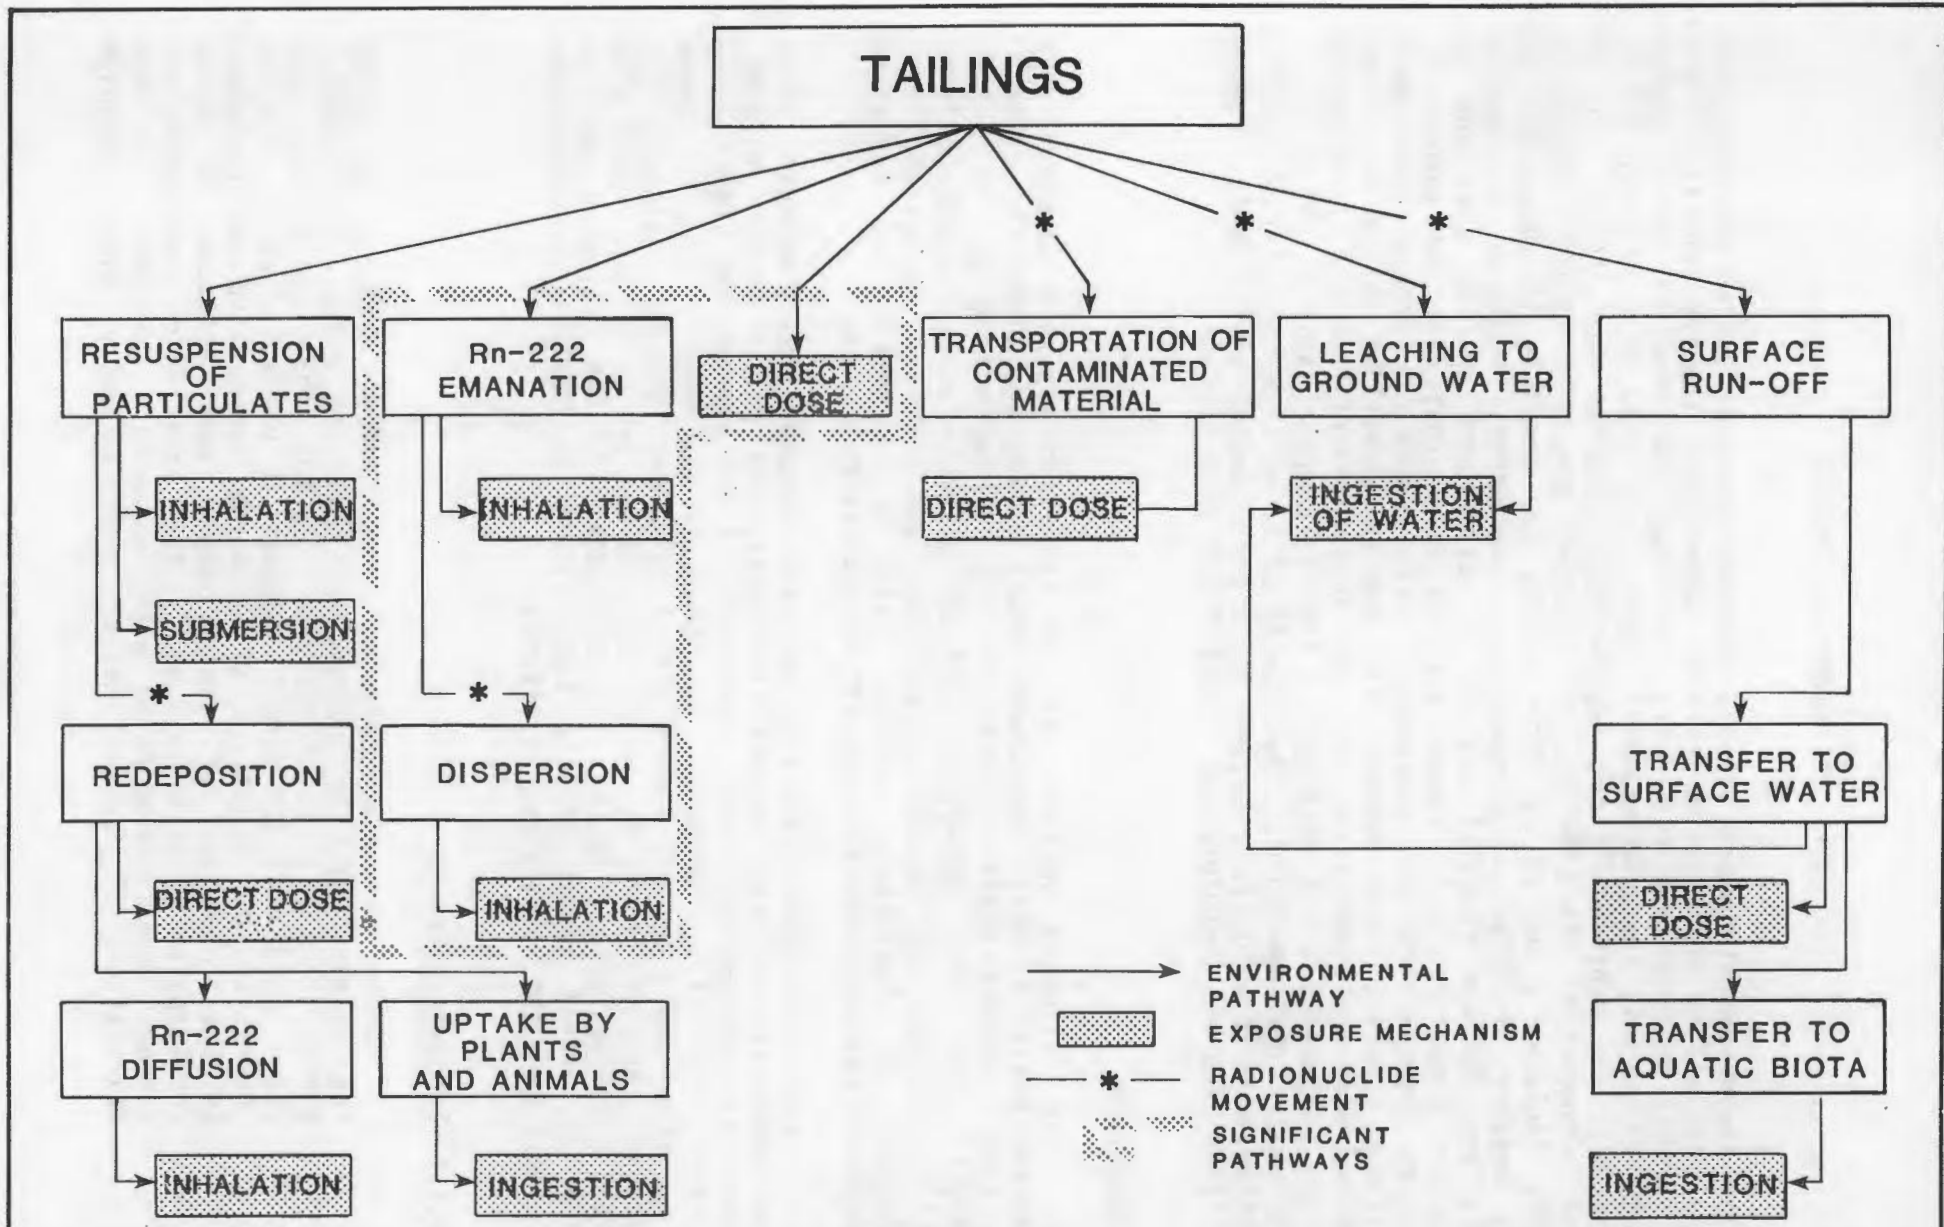 TAILINGS
RESUSPENSION
OF
PARTICULATES
Rn-222
EMANATION
DIRECT
DOSE
TRANSPORTATION OF
CONTAMINATED
MATERIAL
LEACHING TO
GROUND WATER
SURFACE
RUN-OFF
INHALATION
INHALATION
DIRECT DOSE
INGESTION
OF WATER
SUBMERSION
*
*
*
*
*
REDEPOSITION
DISPERSION
TRANSFER TO
SURFACE WATER
DIRECT DOSE
INHALATION
DIRECT
DOSE
Rn-222
DIFFUSION
UPTAKE BY
PLANTS
AND ANIMALS
TRANSFER TO
AQUATIC BIOTA
INHALATION
INGESTION
INGESTION
ENVIRONMENTAL
PATHWAY
EXPOSURE MECHANISM
* RADIONUCLIDE
MOVEMENT
SIGNIFICANT
PATHWAYS